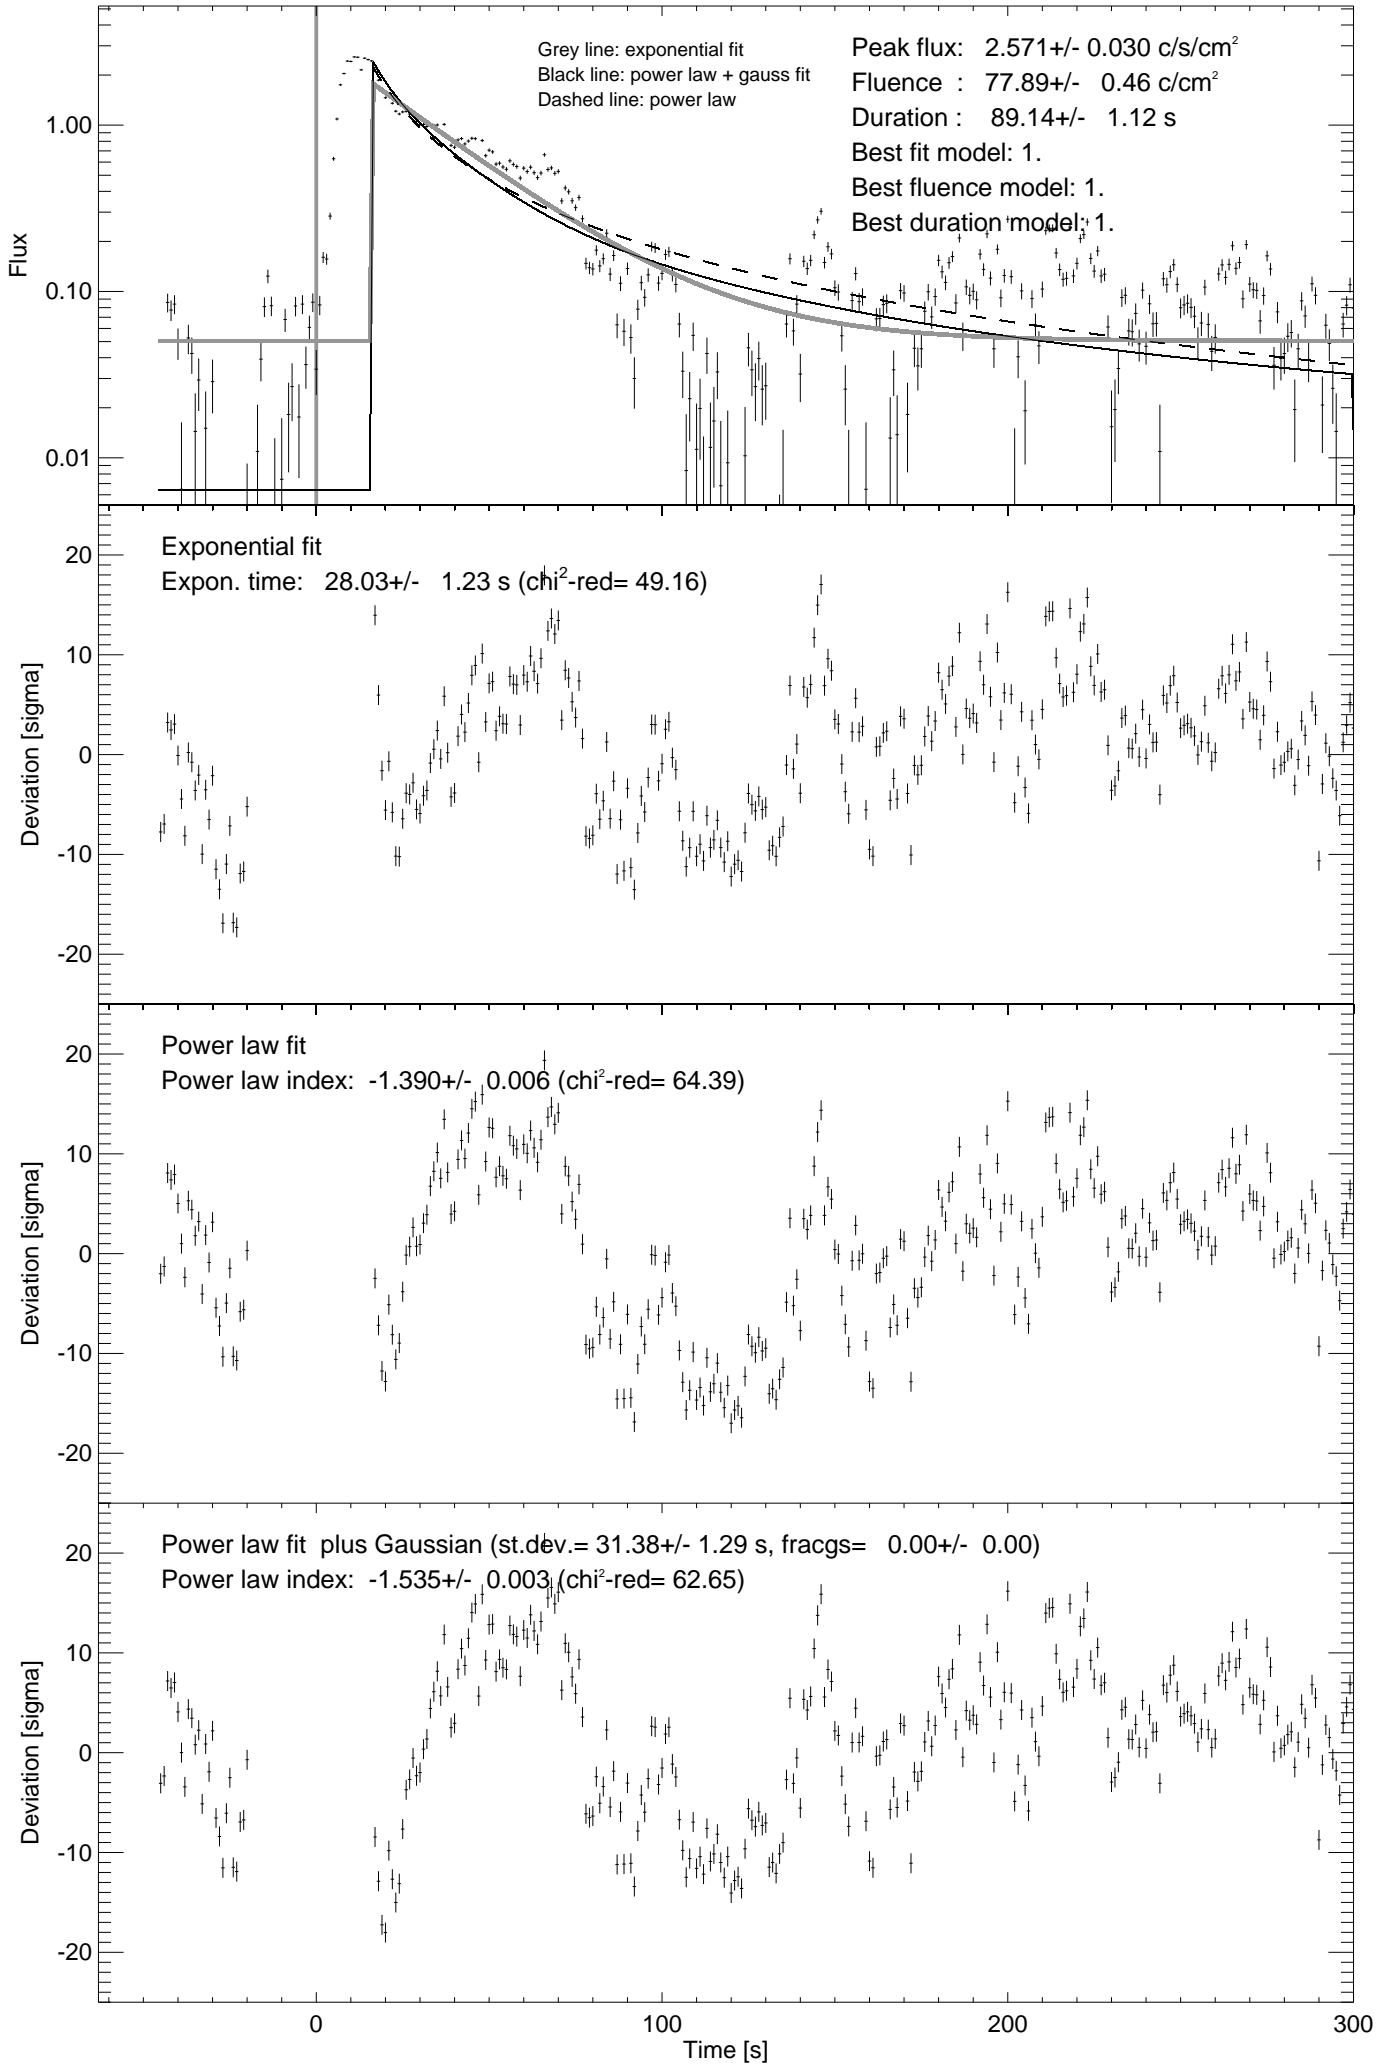 Grey line: exponential fit
Black line: power law + gauss fit
Dashed line: power law
Peak flux: 2.571+/- 0.030 c/s/cm²
Fluence : 77.89+/- 0.46 c/cm²
Duration : 89.14+/- 1.12 s
Best fit model: 1.
Best fluence model: 1.
Best duration model: 1.
1.00
0.10
0.01
Flux
Exponential fit
Expon. time: 28.03+/- 1.23 s (chi²-red= 49.16)
20
10
0
-10
-20
Deviation [sigma]
Power law fit
Power law index: -1.390+/- 0.006 (chi²-red= 64.39)
20
10
0
-10
-20
Deviation [sigma]
Power law fit plus Gaussian (st.dev.= 31.38+/- 1.29 s, fracgs= 0.00+/- 0.00)
Power law index: -1.535+/- 0.003 (chi²-red= 62.65)
20
10
0
-10
-20
Deviation [sigma]
0 100 200 300
Time [s]